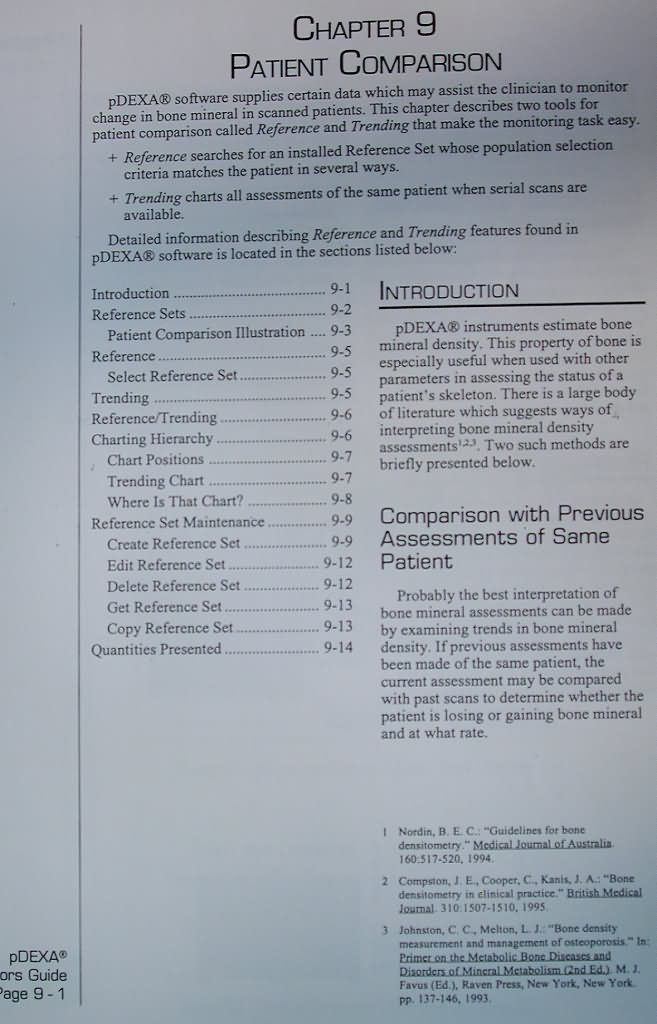 CHAPTER 9
PATIENT COMPARISON
pDEXA® software supplies certain data which may assist the clinician to monitor
change in bone mineral in scanned patients. This chapter describes two tools for
patient comparison called Reference and Trending that make the monitoring task easy.
+ Reference searches for an installed Reference Set whose population selection
criteria matches the patient in several ways.
+ Trending charts all assessments of the same patient when serial scans are
available.
Detailed information describing Reference and Trending features found in
pDEXA® software is located in the sections listed below:
Introduction ........................................ 9-1
Reference Sets .................................... 9-2
Patient Comparison Illustration .... 9-3
Reference ............................................ 9-5
Select Reference Set ....................... 9-5
Trending ............................................. 9-5
Reference/Trending ............................ 9-6
Charting Hierarchy ............................. 9-6
Chart Positions ............................... 9-7
Trending Chart ............................... 9-7
Where Is That Chart? ..................... 9-8
Reference Set Maintenance ............... 9-9
Create Reference Set ...................... 9-9
Edit Reference Set ......................... 9-12
Delete Reference Set ...................... 9-12
Get Reference Set ......................... 9-13
Copy Reference Set ...................... 9-13
Quantities Presented ......................... 9-14
INTRODUCTION
pDEXA® instruments estimate bone
mineral density. This property of bone is
especially useful when used with other
parameters in assessing the status of a
patient's skeleton. There is a large body
of literature which suggests ways of
interpreting bone mineral density
assessments1,2,3. Two such methods are
briefly presented below.
Comparison with Previous
Assessments of Same
Patient
Probably the best interpretation of
bone mineral assessments can be made
by examining trends in bone mineral
density. If previous assessments have
been made of the same patient, the
current assessment may be compared
with past scans to determine whether the
patient is losing or gaining bone mineral
and at what rate.
1 Nordin, B. E. C.: "Guidelines for bone
densitometry." Medical Journal of Australia.
160:517-520, 1994.
2 Compston, J. E., Cooper, C., Kanis, J. A.: "Bone
densitometry in clinical practice." British Medical
Journal. 310:1507-1510, 1995.
3 Johnston, C. C., Melton, L. J.: "Bone density
measurement and management of osteoporosis." In:
Primer on the Metabolic Bone Diseases and
Disorders of Mineral Metabolism (2nd Ed.). M. J.
Favus (Ed.), Raven Press, New York, New York.
pp. 137-146, 1993.
pDEXA®
ors Guide
Page 9 - 1